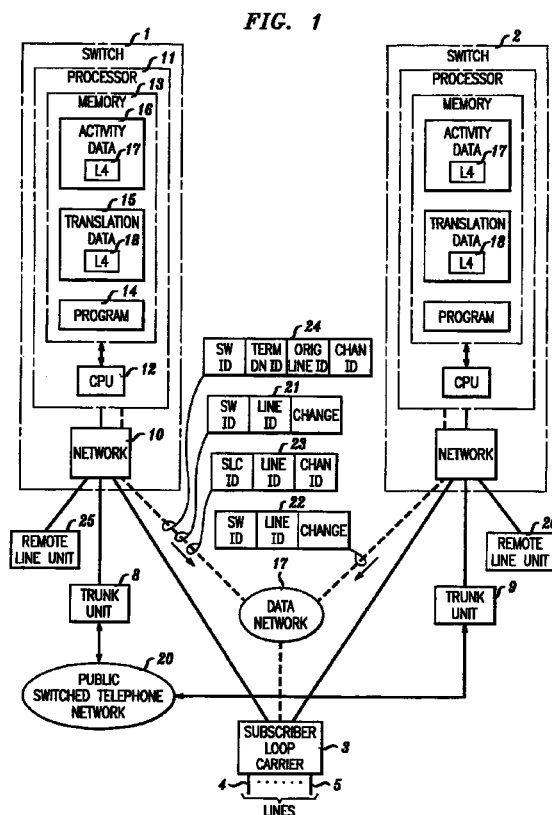 FIG. 1
1
SWITCH
11
PROCESSOR
13
MEMORY
16
ACTIVITY
DATA
17
L4
15
TRANSLATION
DATA
18
L4
14
PROGRAM
12
CPU
10
NETWORK
25
REMOTE
LINE UNIT
8
TRUNK
UNIT
20
PUBLIC
SWITCHED TELEPHONE
NETWORK
24
SW ID
TERM DN ID
ORIG LINE ID
CHAN ID
21
SW ID
LINE ID
CHANGE
23
SLC ID
LINE ID
CHAN ID
22
SW ID
LINE ID
CHANGE
17
DATA
NETWORK
SUBSCRIBER
LOOP
CARRIER
3
4
5
LINES
2
SWITCH
PROCESSOR
MEMORY
ACTIVITY
DATA
17
L4
TRANSLATION
DATA
18
L4
PROGRAM
CPU
NETWORK
REMOTE
LINE UNIT
9
TRUNK
UNIT